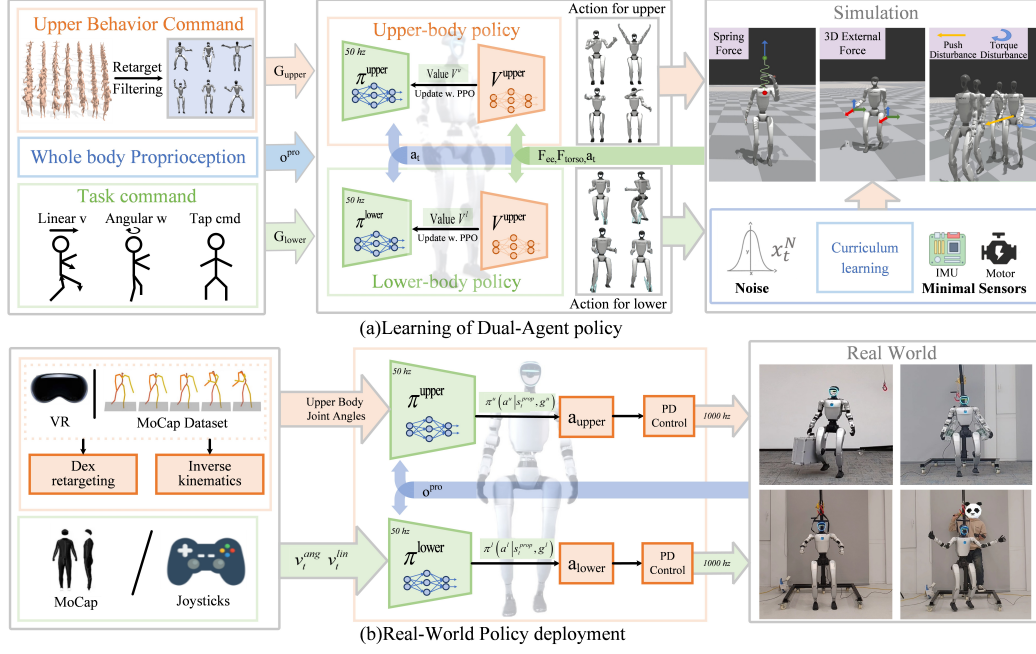 Upper Behavior Command
Retarget
Filtering
Whole body Proprioception
Task command
Linear v
Angular w
Tap cmd
G_upper
o^pro
G_lower
Upper-body policy
50 hz
π^upper
Value V^u
Update w. PPO
V^upper
a_t
F_ee,F_torso,a_t
50 hz
π^lower
Value V^l
Update w. PPO
V^upper
Lower-body policy
Action for upper
Action for lower
Simulation
Spring
Force
3D External
Force
Push
Disturbance
Torque
Disturbance
x_t^N
Noise
Curriculum
learning
IMU
Motor
Minimal Sensors
(a)Learning of Dual-Agent policy
VR
MoCap Dataset
Dex
retargeting
Inverse
kinematics
MoCap
Joysticks
Upper Body
Joint Angles
v_t^ang v_t^lin
50 hz
π^upper
π^u(a^u|s_t^prop, g^u)
a_upper
PD
Control
1000 hz
o^pro
50 hz
π^lower
π^l(a^l|s_t^prop, g^l)
a_lower
PD
Control
1000 hz
Real World
(b)Real-World Policy deployment